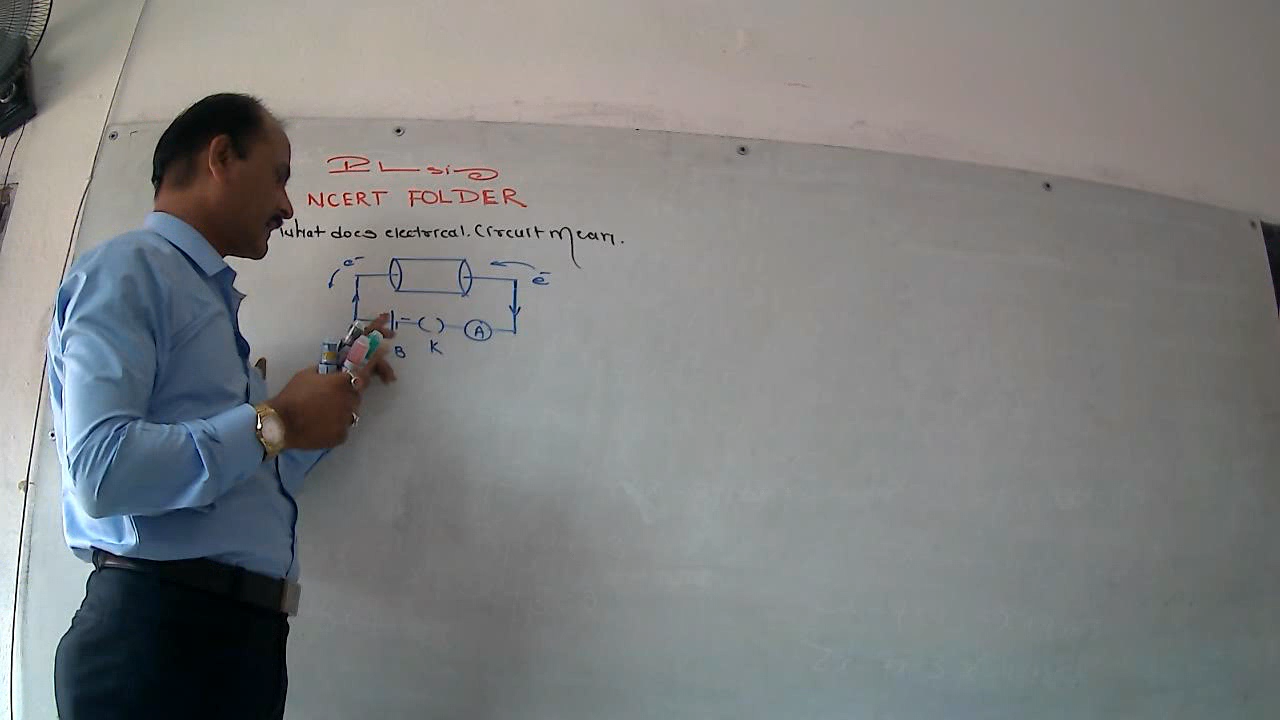 NCERT FOLDER
What does electrical. Circuit Mean.
e⁻
e⁻
A
B K